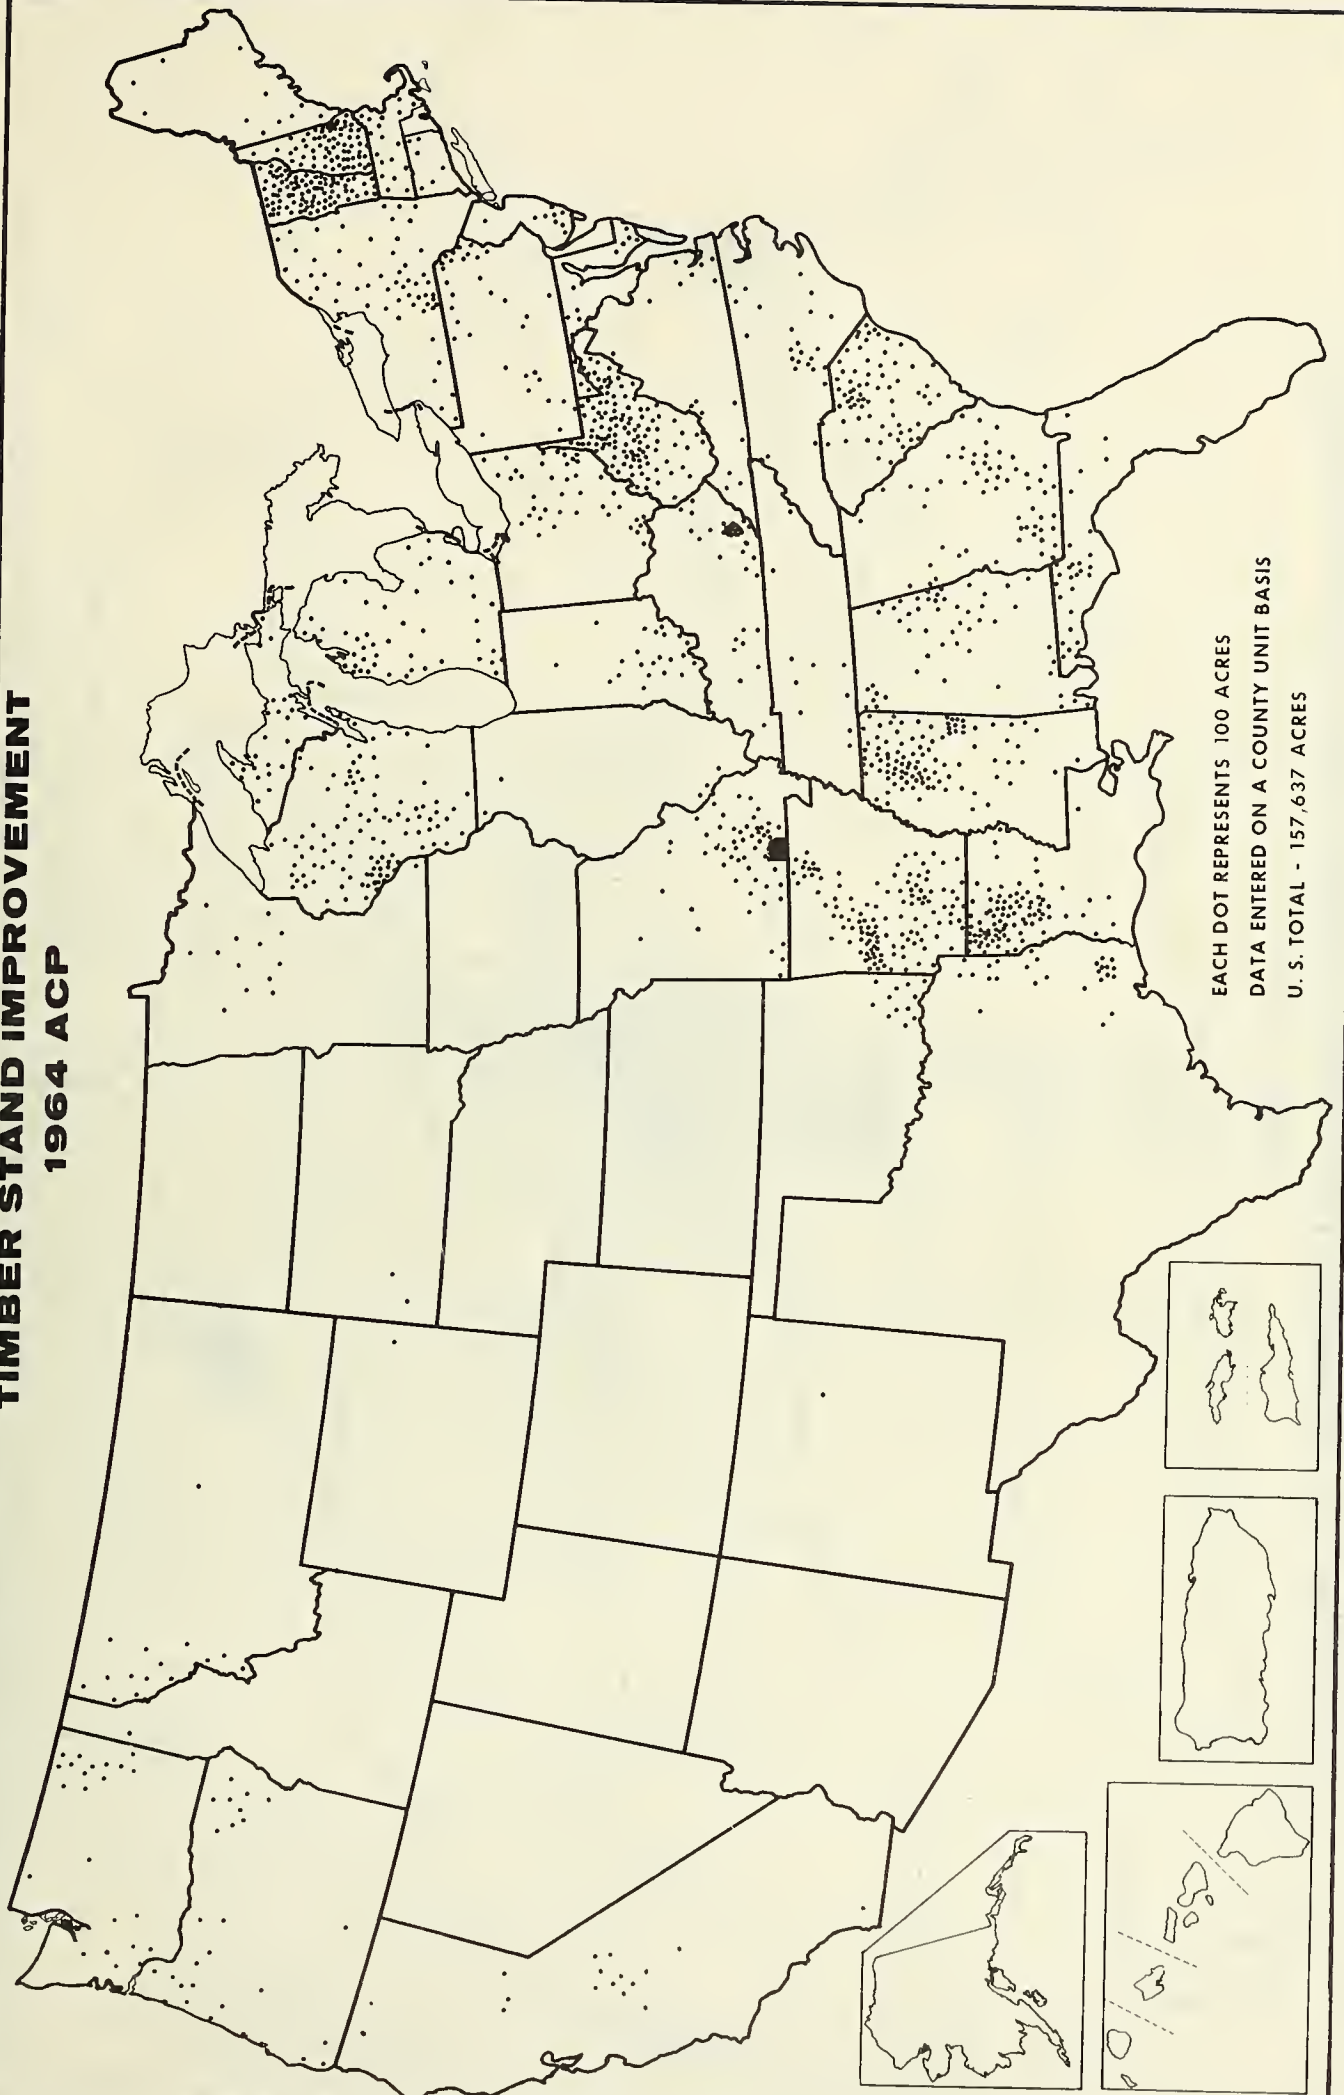 TIMBER STAND IMPROVEMENT
1964 ACP
EACH DOT REPRESENTS 100 ACRES
DATA ENTERED ON A COUNTY UNIT BASIS
U. S. TOTAL - 157,637 ACRES